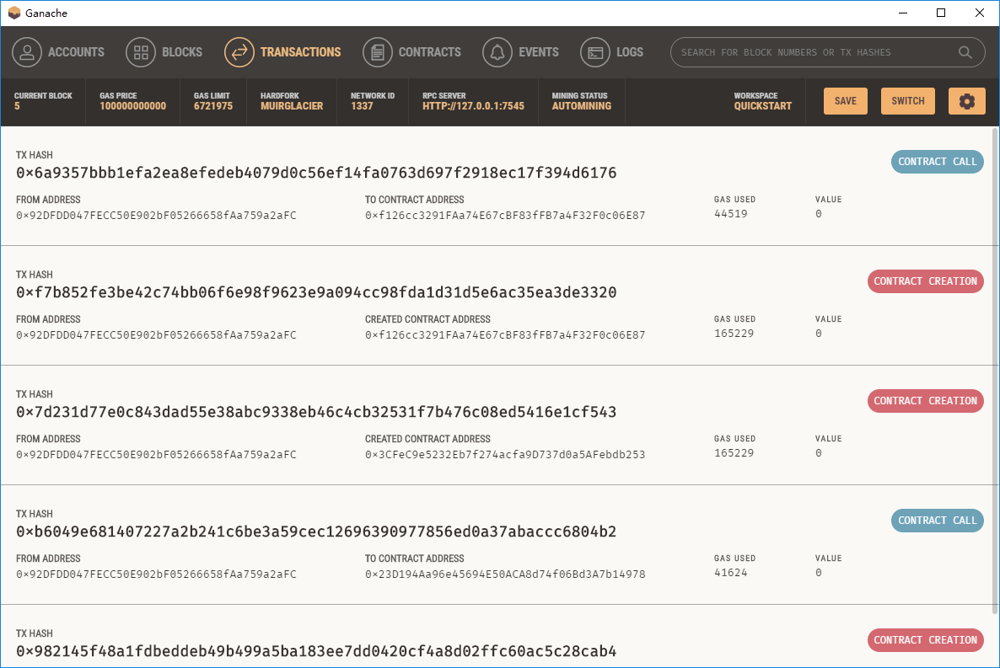 Ganache
ACCOUNTS BLOCKS TRANSACTIONS CONTRACTS EVENTS LOGS SEARCH FOR BLOCK NUMBERS OR TX HASHES
CURRENT BLOCK GAS PRICE GAS LIMIT HARDFORK NETWORK ID RPC SERVER MINING STATUS WORKSPACE
5 100000000000 6721975 MUIRGLACIER 1337 HTTP://127.0.0.1:7545 AUTOMINING QUICKSTART SAVE SWITCH
TX HASH
0×6a9357bbb1efa2ea8efedeb4079d0c56ef14fa0763d697f2918ec17f394d6176 CONTRACT CALL
FROM ADDRESS TO CONTRACT ADDRESS GAS USED VALUE
0×92DFDD047FECC50E902bF05266658fAa759a2aFC 0×f126cc3291FAa74E67cBF83fFB7a4F32F0c06E87 44519 0
TX HASH
0×f7b852fe3be42c74bb06f6e98f9623e9a094cc98fda1d31d5e6ac35ea3de3320 CONTRACT CREATION
FROM ADDRESS CREATED CONTRACT ADDRESS GAS USED VALUE
0×92DFDD047FECC50E902bF05266658fAa759a2aFC 0×f126cc3291FAa74E67cBF83fFB7a4F32F0c06E87 165229 0
TX HASH
0×7d231d77e0c843dad55e38abc9338eb46c4cb32531f7b476c08ed5416e1cf543 CONTRACT CREATION
FROM ADDRESS CREATED CONTRACT ADDRESS GAS USED VALUE
0×92DFDD047FECC50E902bF05266658fAa759a2aFC 0×3CFeC9e5232Eb7f274acfa9D737d0a5AFebdb253 165229 0
TX HASH
0×b6049e681407227a2b241c6be3a59cec12696390977856ed0a37abaccc6804b2 CONTRACT CALL
FROM ADDRESS TO CONTRACT ADDRESS GAS USED VALUE
0×92DFDD047FECC50E902bF05266658fAa759a2aFC 0×23D194Aa96e45694E50ACA8d74f06Bd3A7b14978 41624 0
TX HASH
0×982145f48a1fdbeddeb49b499a5ba183ee7dd0420cf4a8d02ffc60ac5c28cab4 CONTRACT CREATION